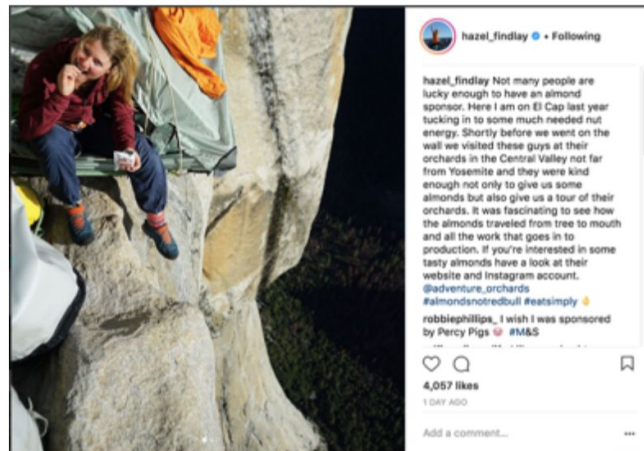 hazel_findlay • Following
hazel_findlay Not many people are
lucky enough to have an almond
sponsor. Here I am on El Cap last year
tucking in to some much needed nut
energy. Shortly before we went on the
wall we visited these guys at their
orchards in the Central Valley not far
from Yosemite and they were kind
enough not only to give us some
almonds but also give us a tour of their
orchards. It was fascinating to see how
the almonds traveled from tree to mouth
and all the work that goes in to
production. If you're interested in some
tasty almonds have a look at their
website and Instagram account.
@adventure_orchards
#almondsnotredbull #eatsimply 👌
robbiephillips_ I wish I was sponsored
by Percy Pigs 🐷 #M&S
4,057 likes
1 DAY AGO
Add a comment...